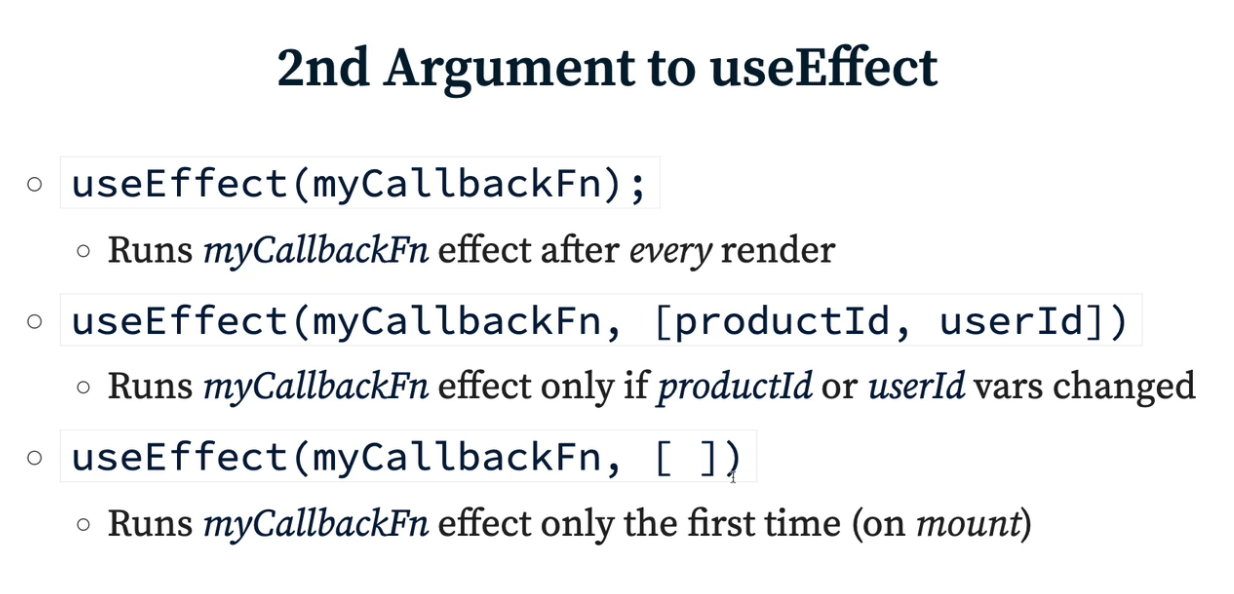 2nd Argument to useEffect
useEffect(myCallbackFn);
Runs myCallbackFn effect after every render
useEffect(myCallbackFn, [productId, userId])
Runs myCallbackFn effect only if productId or userId vars changed
useEffect(myCallbackFn, [ ])
Runs myCallbackFn effect only the first time (on mount)